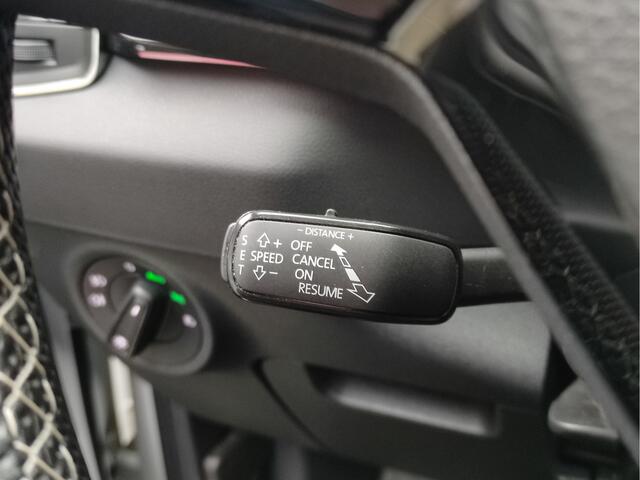 - DISTANCE +
S + OFF
E SPEED CANCEL
T - ON
RESUME